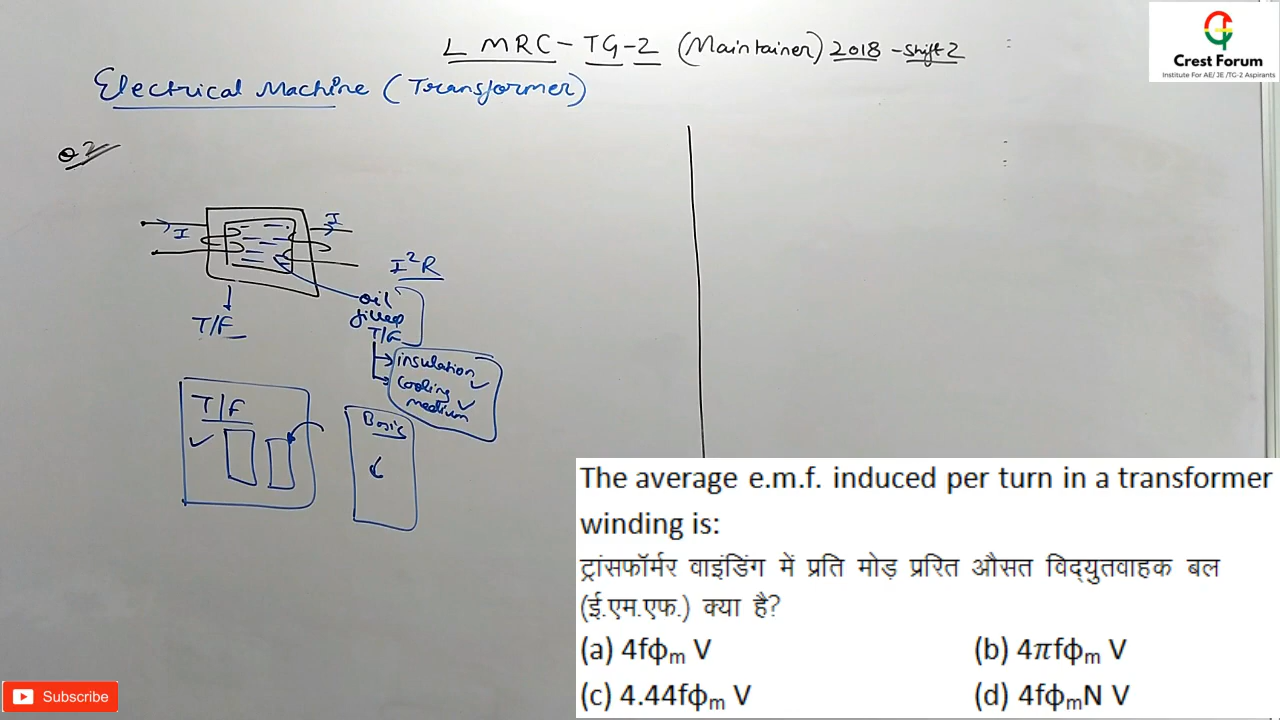 LMRC-TG-2 (Maintainer) 2018-Shift 2
Crest Forum
Institute For AE/ JE /TG-2 Aspirants
Electrical Machine (Transformer)
Q2
I
I
I²R
oil
filled
T/F
T/F
insulation
cooling
medium
T/F
Basic
The average e.m.f. induced per turn in a transformer
winding is:
ट्रांसफॉर्मर वाइंडिंग में प्रति मोड़ प्ररित औसत विद्युतवाहक बल
(ई.एम.एफ.) क्या है?
(a) 4fϕm V (b) 4πfϕm V
(c) 4.44fϕm V (d) 4fϕmN V
Subscribe